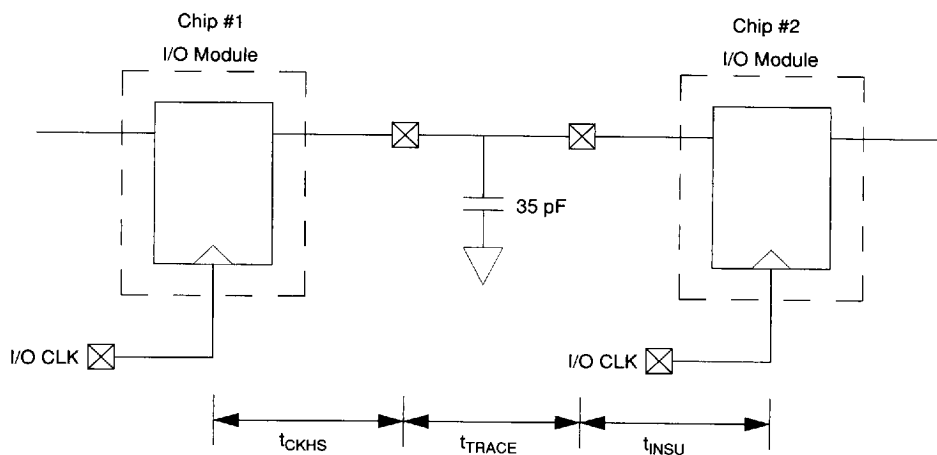 Chip #1
I/O Module
Chip #2
I/O Module
35 pF
I/O CLK
I/O CLK
tCKHS
tTRACE
tINSU